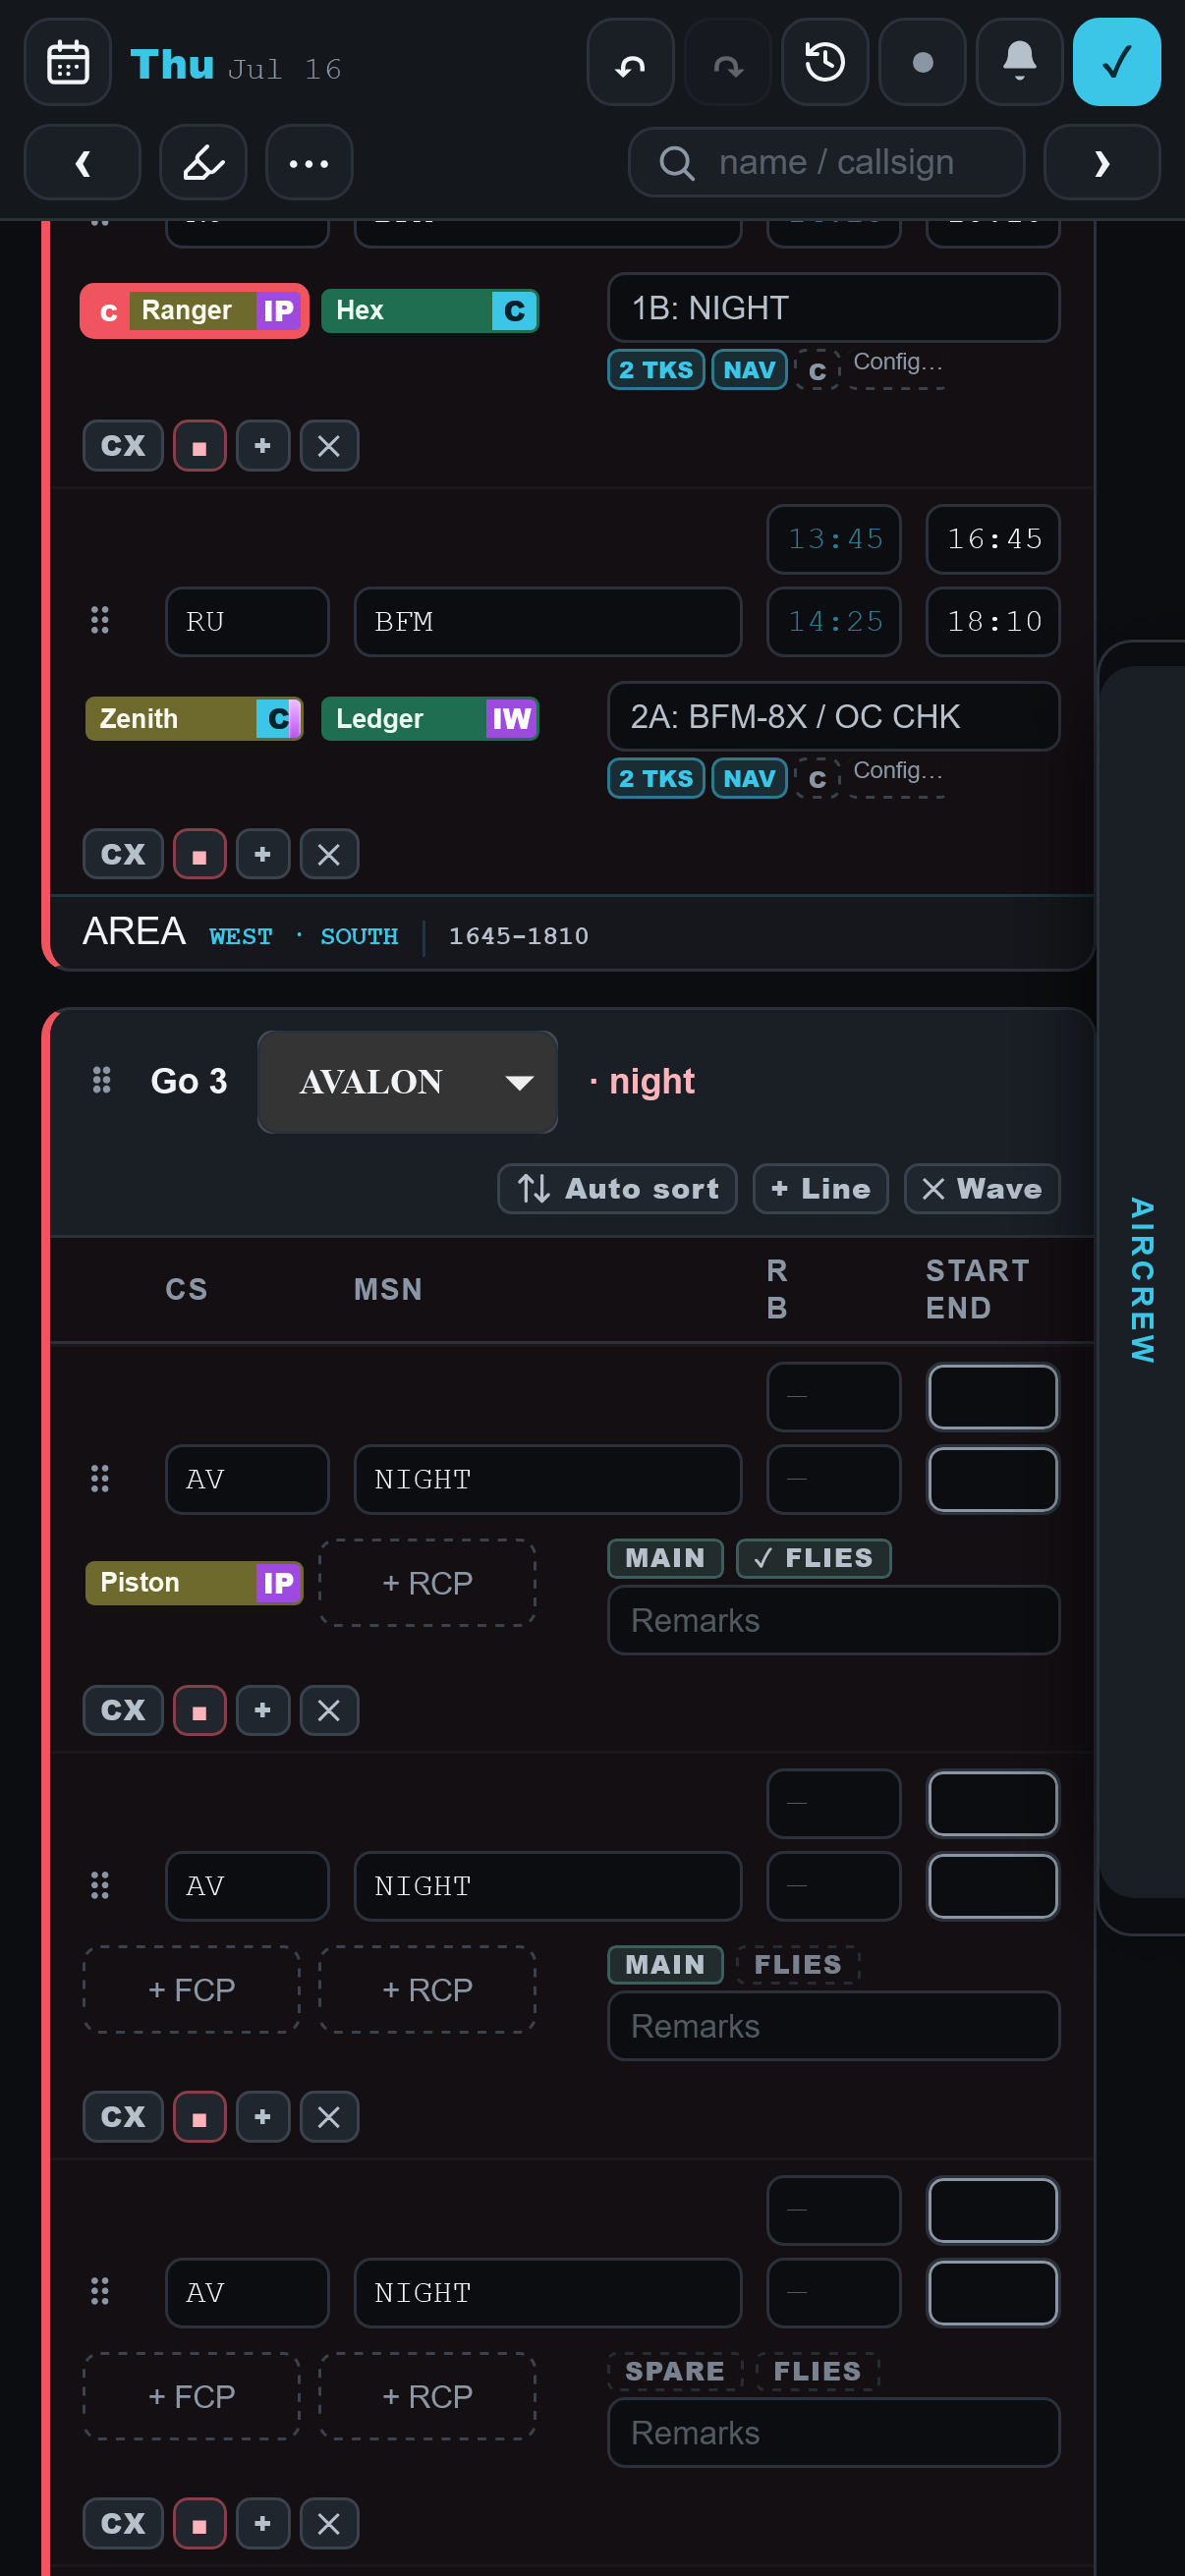 Thu Jul 16
name / callsign
c Ranger IP Hex C
1B: NIGHT
2 TKS NAV C Config...
CX + ×
13:45 16:45
RU BFM 14:25 18:10
Zenith C Ledger IW
2A: BFM-8X / OC CHK
2 TKS NAV C Config...
CX + ×
AREA WEST · SOUTH 1645–1810
Go 3 AVALON · night
Auto sort + Line × Wave
AIRCREW
CS MSN R START
B END
—
AV NIGHT —
Piston IP + RCP
MAIN ✓ FLIES
Remarks
CX + ×
—
AV NIGHT —
+ FCP + RCP
MAIN FLIES
Remarks
CX + ×
—
AV NIGHT —
+ FCP + RCP
SPARE FLIES
Remarks
CX + ×